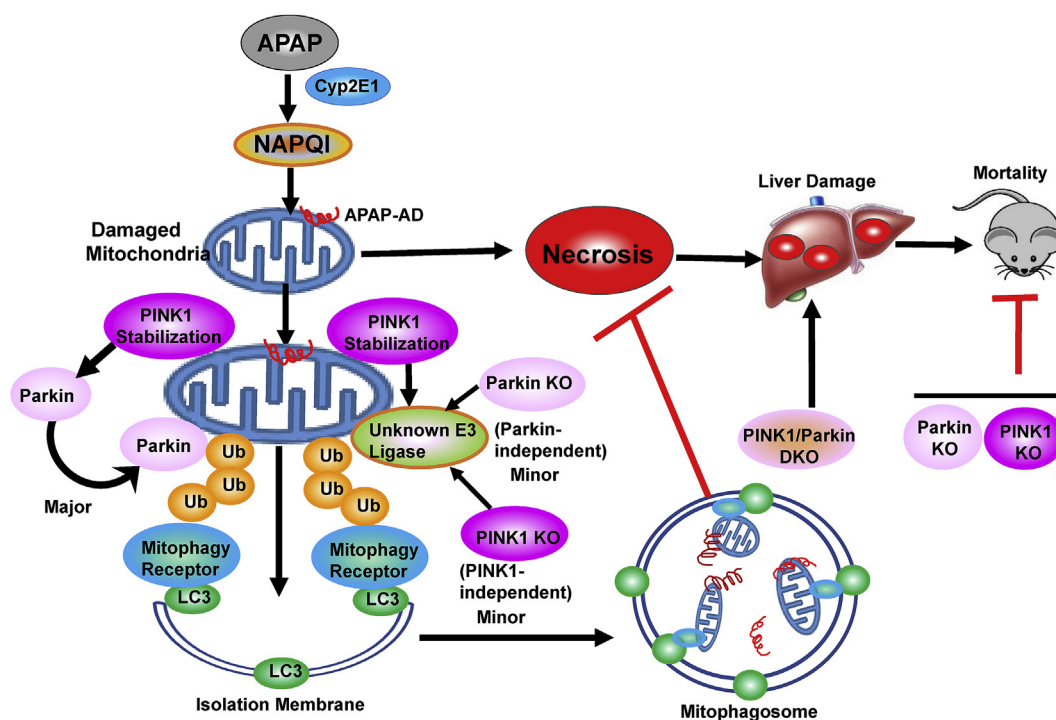 APAP
Cyp2E1
NAPQI
APAP-AD
Damaged
Mitochondria
Necrosis
Liver Damage
Mortality
PINK1
Stabilization
PINK1
Stabilization
Parkin
Parkin
Major
Parkin KO
Unknown E3
Ligase
(Parkin-
independent)
Minor
PINK1 KO
(PINK1-
independent)
Minor
Ub
Ub
Ub
Ub
Ub
Ub
Mitophagy
Receptor
Mitophagy
Receptor
LC3
LC3
LC3
Isolation Membrane
PINK1/Parkin
DKO
Parkin
KO
PINK1
KO
Mitophagosome